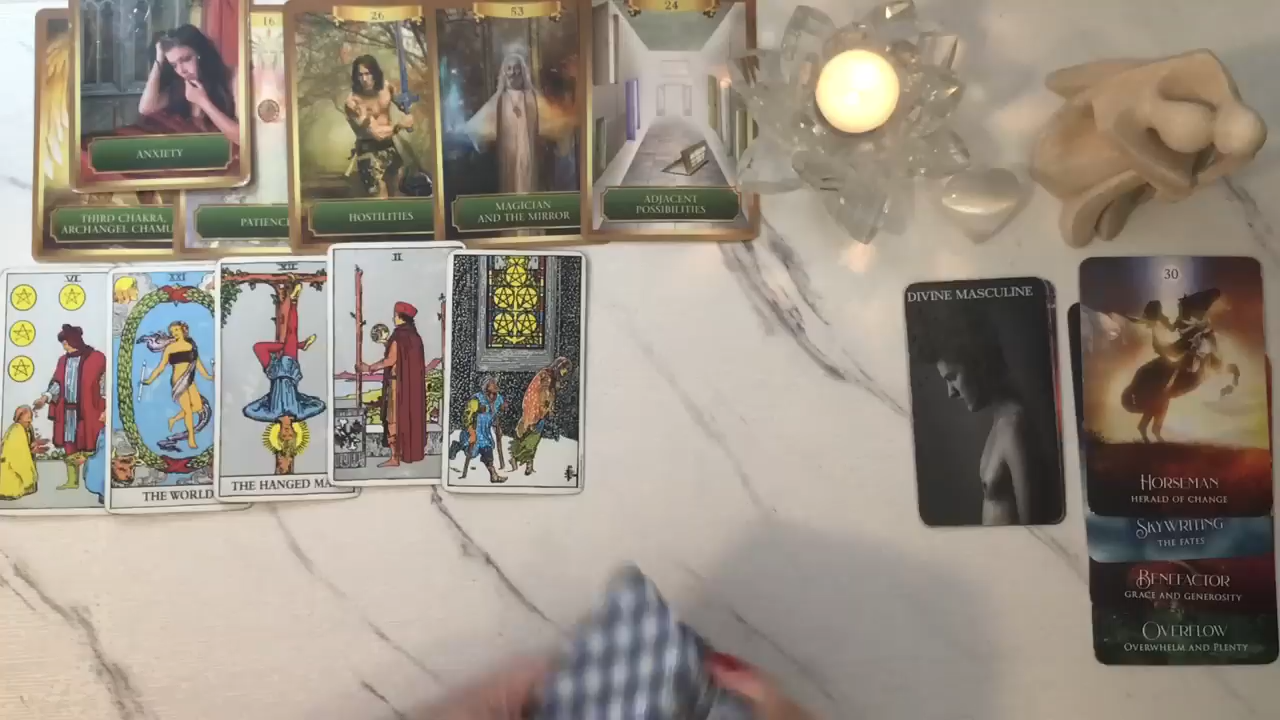 ANXIETY
THIRD CHAKRA,
ARCHANGEL CHAMU
16
PATIENC
26
HOSTILITIES
53
MAGICIAN
AND THE MIRROR
24
ADJACENT
POSSIBILITIES
VI
XXI
THE WORLD
XII
THE HANGED MA
II
DIVINE MASCULINE
30
HORSEMAN
HERALD OF CHANGE
SKYWRITING
THE FATES
BENEFACTOR
GRACE AND GENEROSITY
OVERFLOW
OVERWHELM AND PLENTY